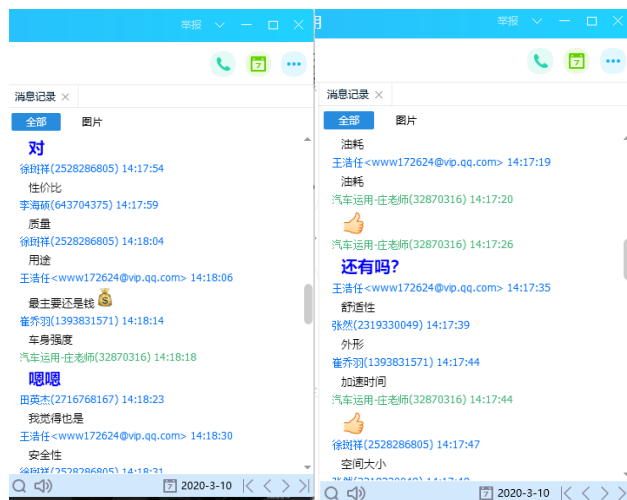 举报
消息记录
全部 图片
对
徐斑祥(2528286805) 14:17:54
性价比
李海硕(643704375) 14:17:59
质量
徐斑祥(2528286805) 14:18:04
用途
王浩任<www172624@vip.qq.com> 14:18:06
最主要还是钱
崔乔羽(1393831571) 14:18:14
车身强度
汽车运用-庄老师(32870316) 14:18:18
嗯嗯
田英杰(2716768167) 14:18:23
我觉得也是
王浩任<www172624@vip.qq.com> 14:18:30
安全性
徐斑祥(2528286805) 14:18:31
7 2020-3-10
举报
消息记录
全部 图片
油耗
王浩任<www172624@vip.qq.com> 14:17:19
油耗
汽车运用-庄老师(32870316) 14:17:20
汽车运用-庄老师(32870316) 14:17:26
还有吗?
王浩任<www172624@vip.qq.com> 14:17:35
舒适性
张然(2319330049) 14:17:39
外形
崔乔羽(1393831571) 14:17:44
加速时间
汽车运用-庄老师(32870316) 14:17:44
徐斑祥(2528286805) 14:17:47
空间大小
7 2020-3-10